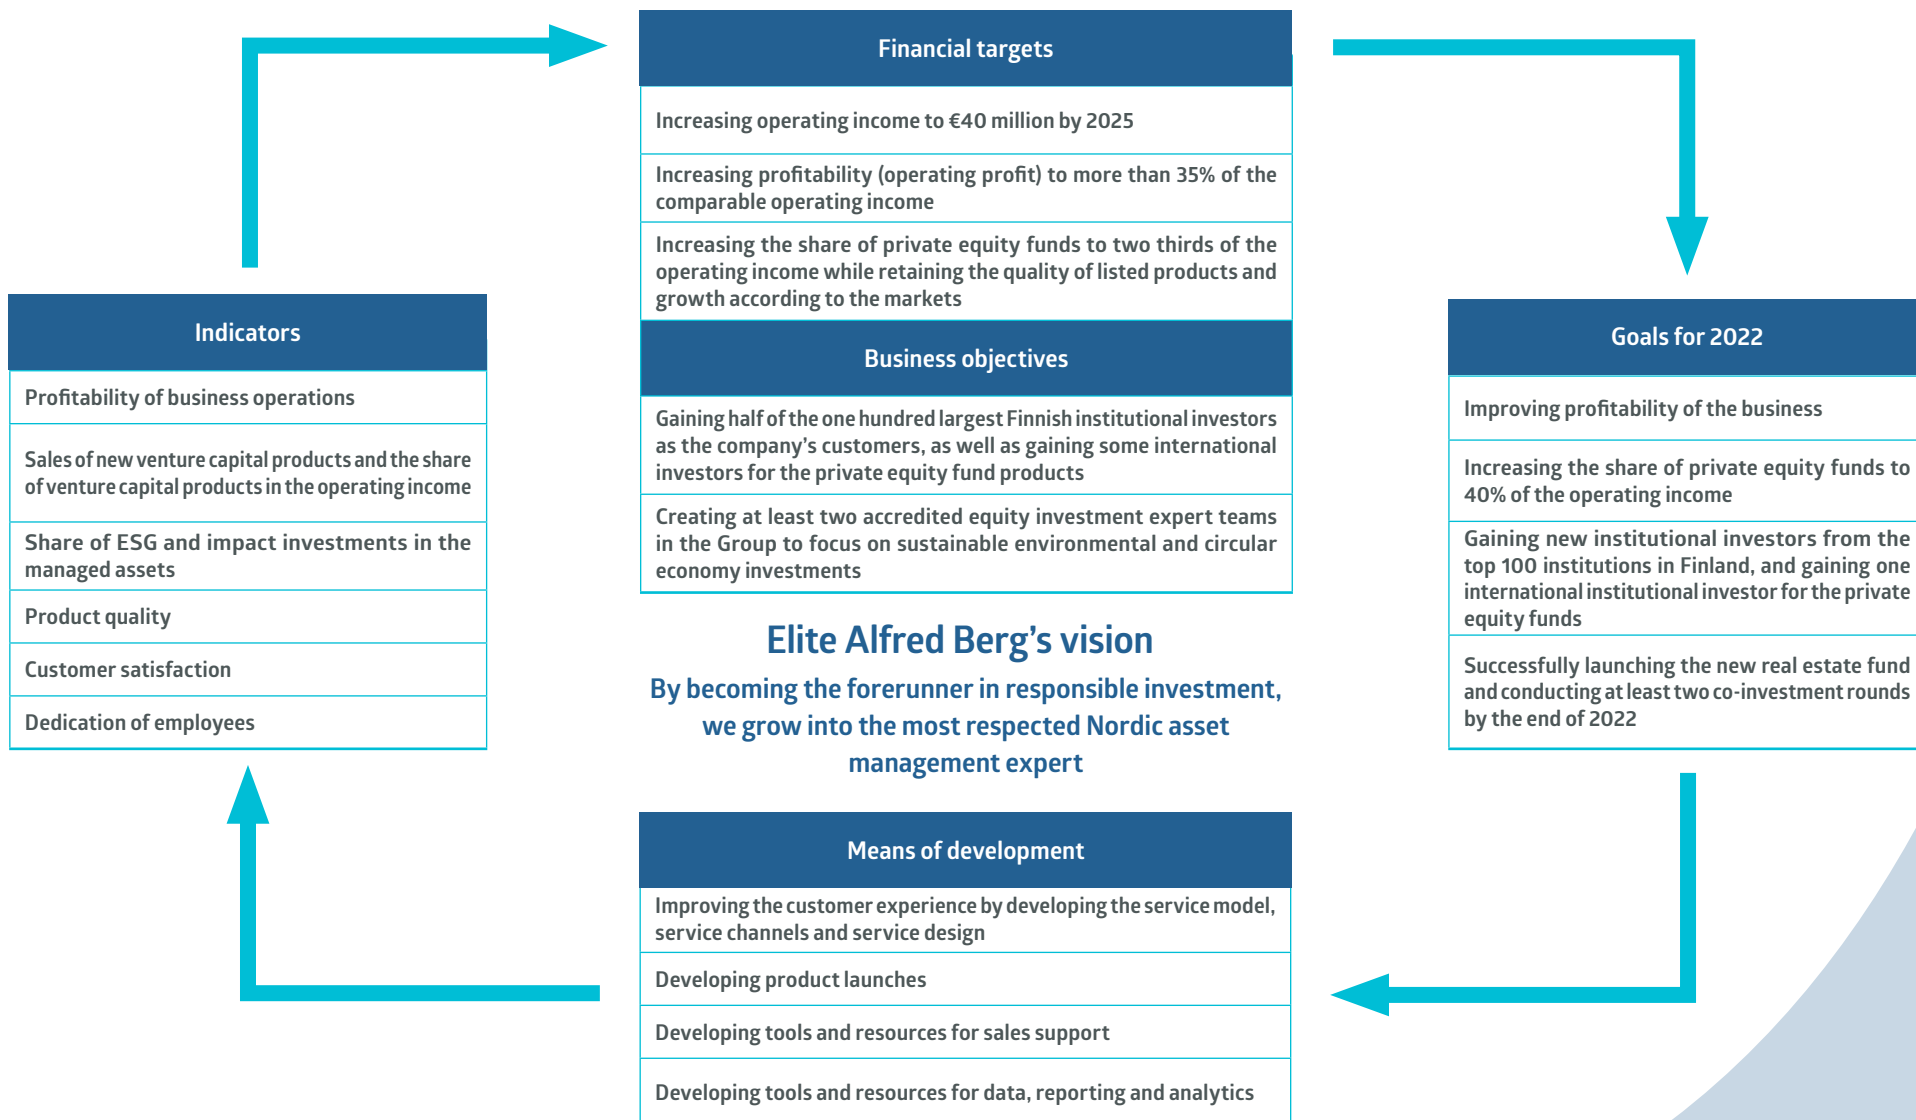 Financial targets
Increasing operating income to €40 million by 2025
Increasing profitability (operating profit) to more than 35% of the
comparable operating income
Increasing the share of private equity funds to two thirds of the
operating income while retaining the quality of listed products and
growth according to the markets
Business objectives
Gaining half of the one hundred largest Finnish institutional investors
as the company's customers, as well as gaining some international
investors for the private equity fund products
Creating at least two accredited equity investment expert teams
in the Group to focus on sustainable environmental and circular
economy investments
Goals for 2022
Improving profitability of the business
Increasing the share of private equity funds to
40% of the operating income
Gaining new institutional investors from the
top 100 institutions in Finland, and gaining one
international institutional investor for the private
equity funds
Successfully launching the new real estate fund
and conducting at least two co-investment rounds
by the end of 2022
Means of development
Improving the customer experience by developing the service model,
service channels and service design
Developing product launches
Developing tools and resources for sales support
Developing tools and resources for data, reporting and analytics
Indicators
Profitability of business operations
Sales of new venture capital products and the share
of venture capital products in the operating income
Share of ESG and impact investments in the
managed assets
Product quality
Customer satisfaction
Dedication of employees
Elite Alfred Berg's vision
By becoming the forerunner in responsible investment,
we grow into the most respected Nordic asset
management expert